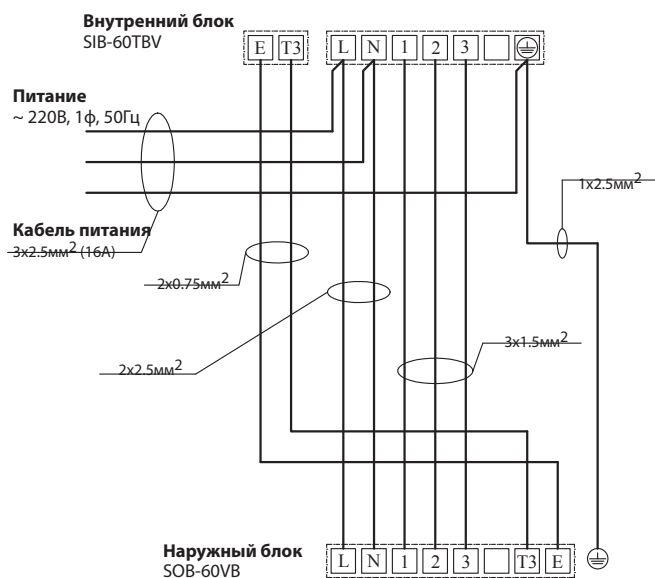 Внутренний блок
SIB-60TBV
E T3 L N 1 2 3
Питание
~ 220В, 1ф, 50Гц
1x2.5мм²
Кабель питания
3x2.5мм² (16А)
2x0.75мм²
3x1.5мм²
2x2.5мм²
Наружный блок
SOB-60VB
L N 1 2 3 T3 E